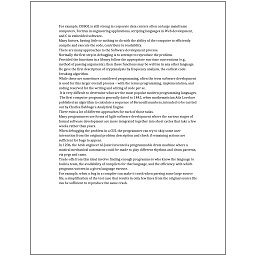 For example, COBOL is still strong in corporate data centers often on large mainframe
computers, Fortran in engineering applications, scripting languages in Web development,
and C in embedded software.
Many factors, having little or nothing to do with the ability of the computer to efficiently
compile and execute the code, contribute to readability.
There are many approaches to the Software development process.
Normally the first step in debugging is to attempt to reproduce the problem.
Provided the functions in a library follow the appropriate run-time conventions (e.g.,
method of passing arguments), then these functions may be written in any other language.
He gave the first description of cryptanalysis by frequency analysis, the earliest code-
breaking algorithm.
While these are sometimes considered programming, often the term software development
is used for this larger overall process – with the terms programming, implementation, and
coding reserved for the writing and editing of code per se.
It is very difficult to determine what are the most popular modern programming languages.
The first computer program is generally dated to 1843, when mathematician Ada Lovelace
published an algorithm to calculate a sequence of Bernoulli numbers, intended to be carried
out by Charles Babbage's Analytical Engine.
There exist a lot of different approaches for each of those tasks.
Many programmers use forms of Agile software development where the various stages of
formal software development are more integrated together into short cycles that take a few
weeks rather than years.
When debugging the problem in a GUI, the programmer can try to skip some user
interaction from the original problem description and check if remaining actions are
sufficient for bugs to appear.
In 1206, the Arab engineer Al-Jazari invented a programmable drum machine where a
musical mechanical automaton could be made to play different rhythms and drum patterns,
via pegs and cams.
Trade-offs from this ideal involve finding enough programmers who know the language to
build a team, the availability of compilers for that language, and the efficiency with which
programs written in a given language execute.
For example, when a bug in a compiler can make it crash when parsing some large source
file, a simplification of the test case that results in only few lines from the original source file
can be sufficient to reproduce the same crash.